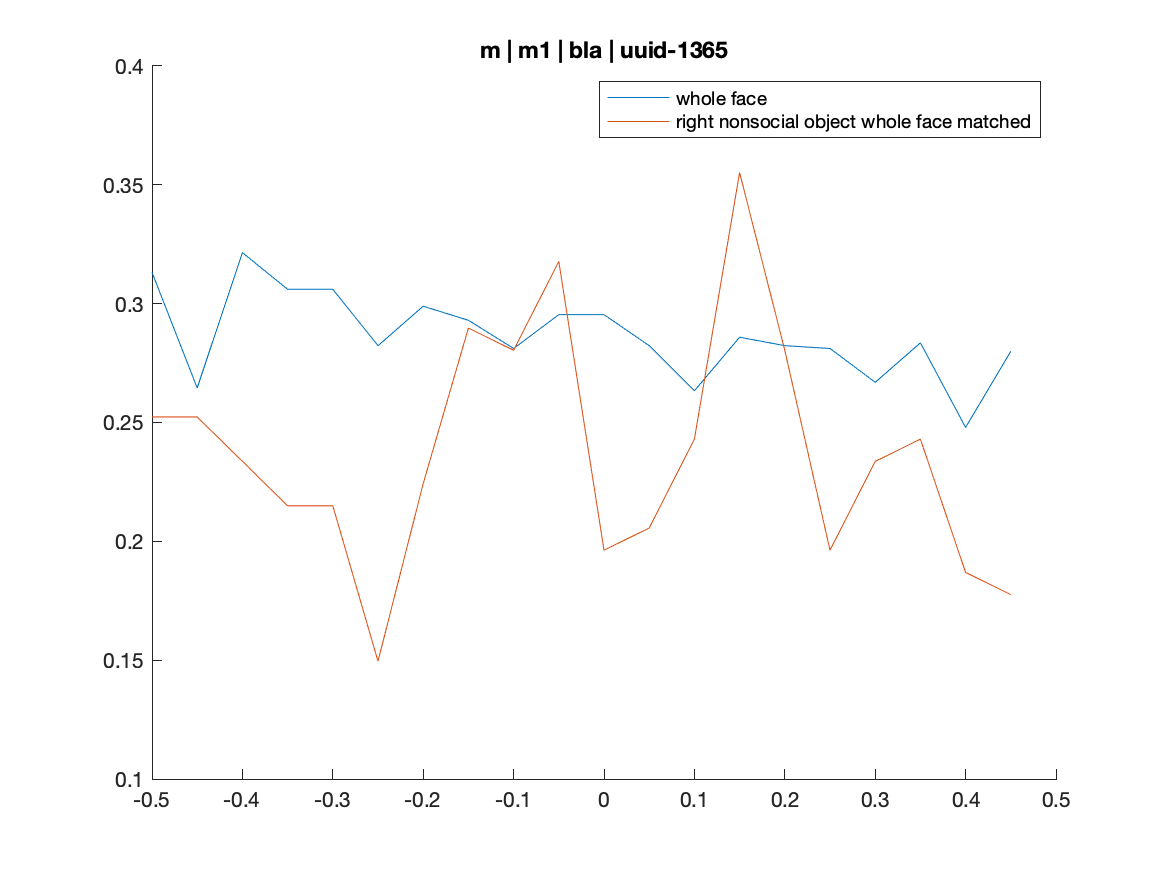 m | m1 | bla | uuid-1365
whole face
right nonsocial object whole face matched
0.4
0.35
0.3
0.25
0.2
0.15
0.1
-0.5 -0.4 -0.3 -0.2 -0.1 0 0.1 0.2 0.3 0.4 0.5